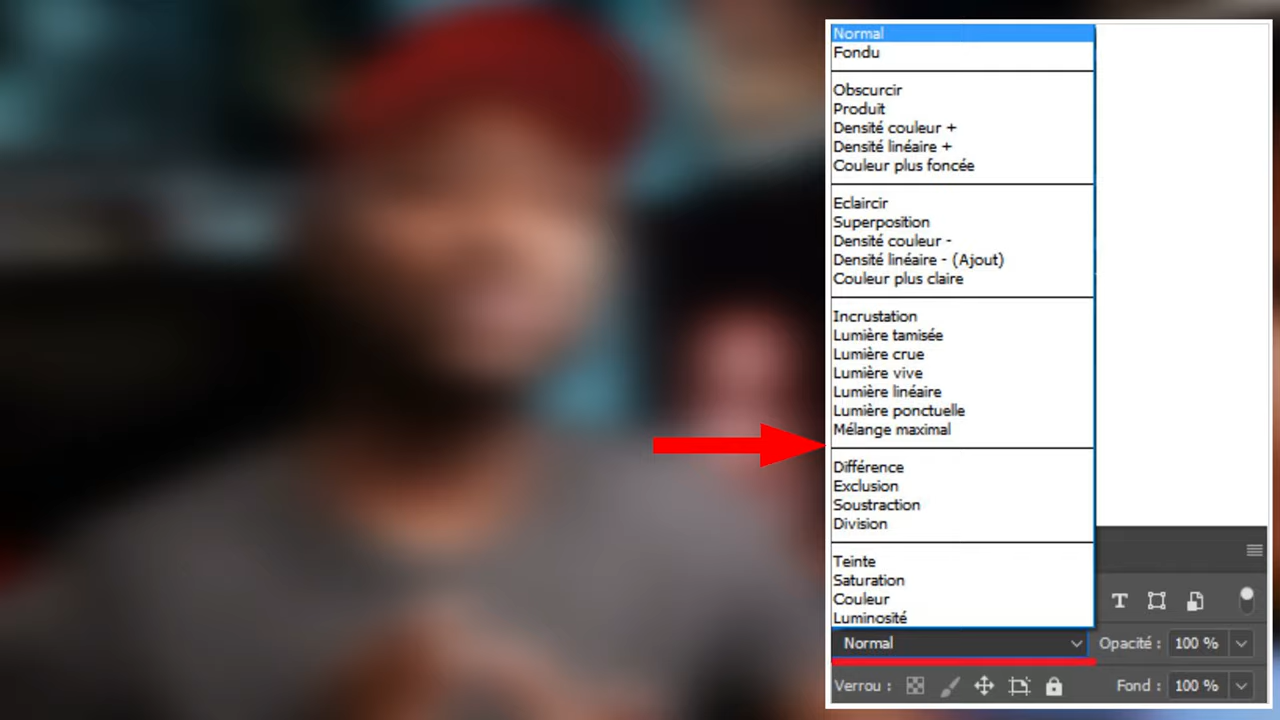 Normal
Fondu
Obscurcir
Produit
Densité couleur +
Densité linéaire +
Couleur plus foncée
Eclaircir
Superposition
Densité couleur -
Densité linéaire - (Ajout)
Couleur plus claire
Incrustation
Lumière tamisée
Lumière crue
Lumière vive
Lumière linéaire
Lumière ponctuelle
Mélange maximal
Différence
Exclusion
Soustraction
Division
Teinte
Saturation
Couleur
Luminosité
T
Normal Opacité : 100 %
Verrou : Fond : 100 %